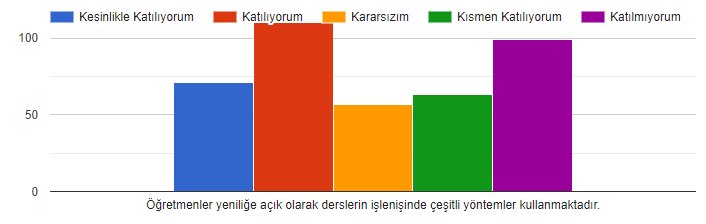 Kesinlikle Katılıyorum Katılıyorum Kararsızım Kısmen Katılıyorum Katılmıyorum
100
50
0
Öğretmenler yeniliğe açık olarak derslerin işlenişinde çeşitli yöntemler kullanmaktadır.